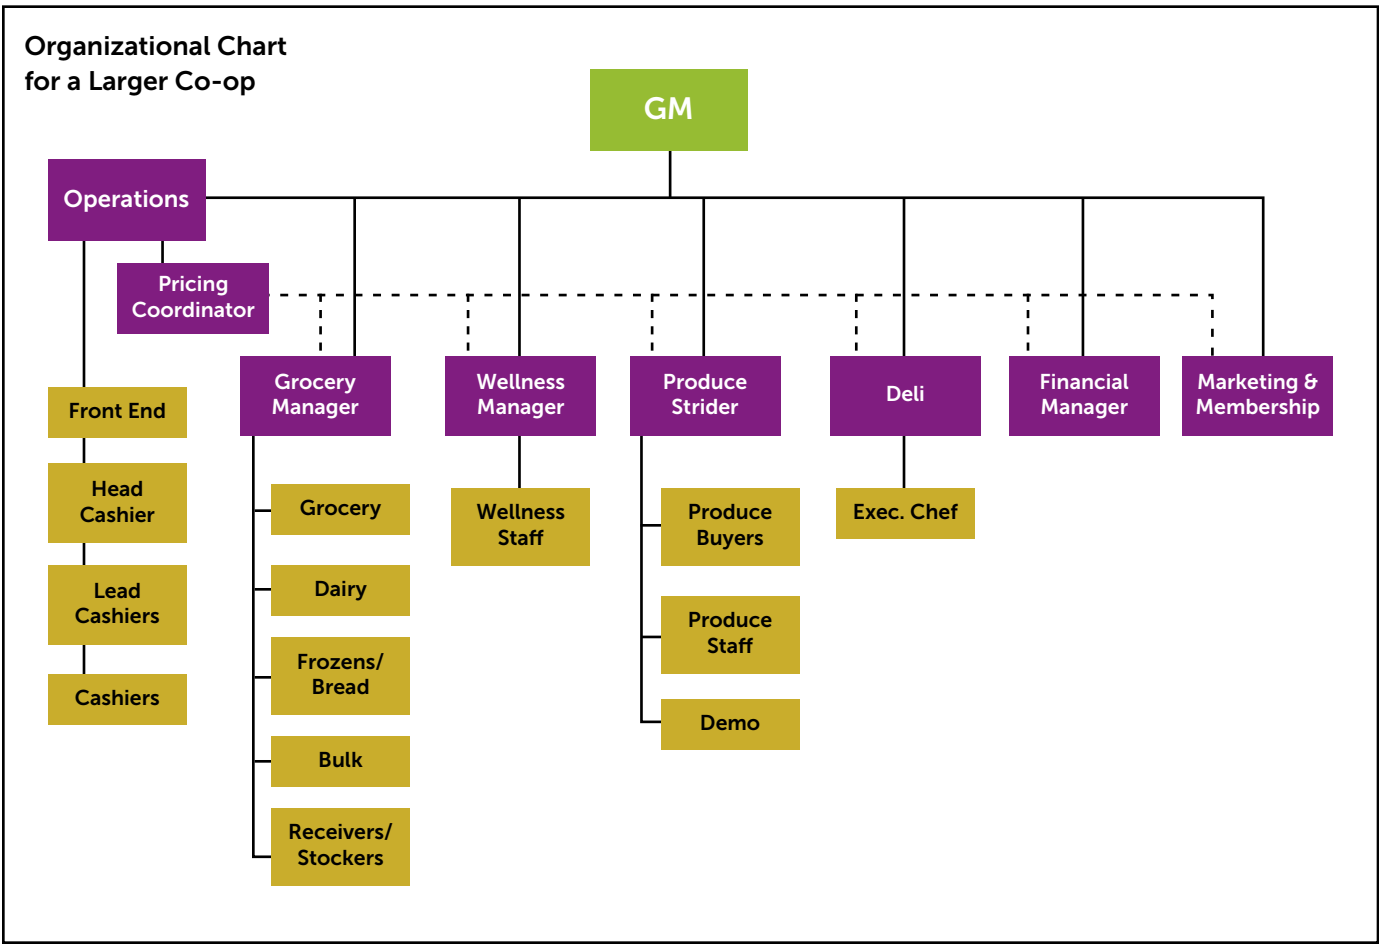 Organizational Chart
for a Larger Co-op
GM
Operations
Pricing
Coordinator
Grocery
Manager
Wellness
Manager
Produce
Strider
Deli
Financial
Manager
Marketing &
Membership
Front End
Head
Cashier
Lead
Cashiers
Cashiers
Grocery
Dairy
Frozens/
Bread
Bulk
Receivers/
Stockers
Wellness
Staff
Produce
Buyers
Produce
Staff
Demo
Exec. Chef